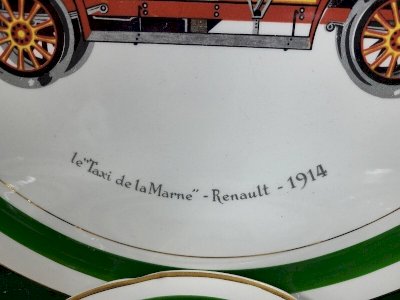 le "Taxi de la Marne" - Renault - 1914